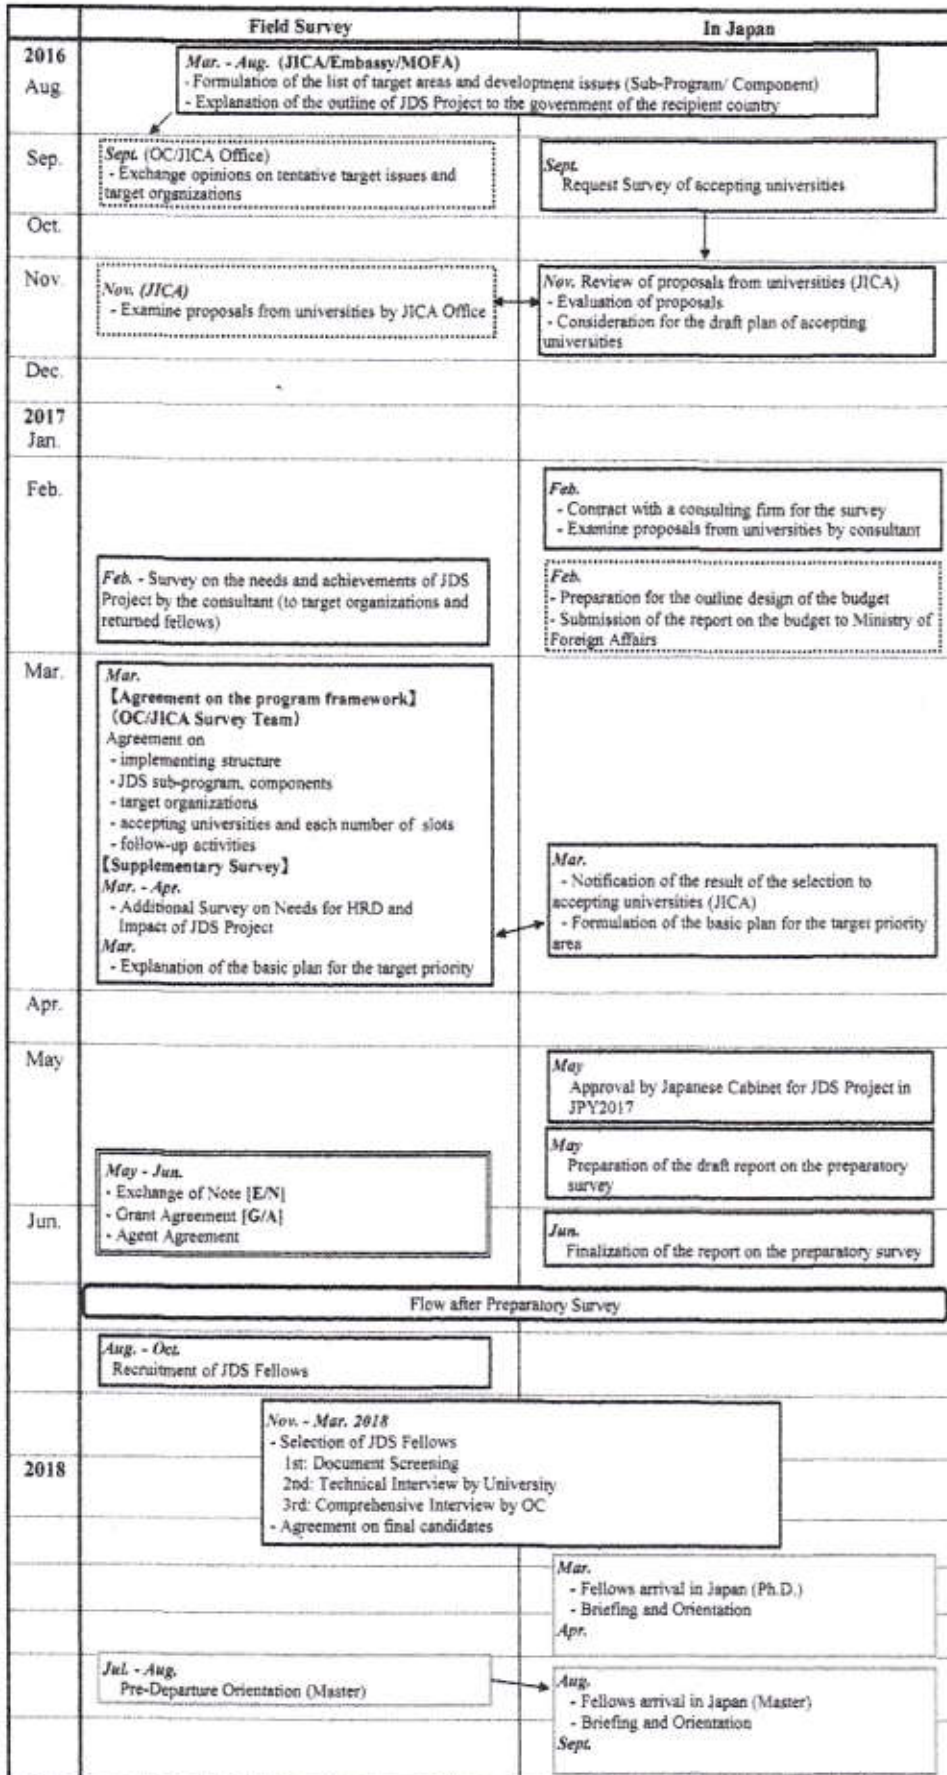 Field Survey
In Japan
2016
Aug.
Mar. - Aug. (JICA/Embassy/MOFA)
- Formulation of the list of target areas and development issues (Sub-Program/ Component)
- Explanation of the outline of JDS Project to the government of the recipient country
Sep.
Sept. (OC/JICA Office)
- Exchange opinions on tentative target issues and
target organizations
Sept.
Request Survey of accepting universities
Oct.
Nov.
Nov. (JICA)
- Examine proposals from universities by JICA Office
Nov. Review of proposals from universities (JICA)
- Evaluation of proposals
- Consideration for the draft plan of accepting
universities
Dec.
2017
Jan.
Feb.
Feb.
- Contract with a consulting firm for the survey
- Examine proposals from universities by consultant
Feb. - Survey on the needs and achievements of JDS
Project by the consultant (to target organizations and
returned fellows)
Feb.
- Preparation for the outline design of the budget
- Submission of the report on the budget to Ministry of
Foreign Affairs
Mar.
Mar.
【Agreement on the program framework】
(OC/JICA Survey Team)
Agreement on
- implementing structure
- JDS sub-program, components
- target organizations
- accepting universities and each number of slots
- follow-up activities
【Supplementary Survey】
Mar. - Apr.
- Additional Survey on Needs for HRD and
Impact of JDS Project
Mar.
- Explanation of the basic plan for the target priority
Mar.
- Notification of the result of the selection to
accepting universities (JICA)
- Formulation of the basic plan for the target priority
area
Apr.
May
May
Approval by Japanese Cabinet for JDS Project in
JPY2017
May
Preparation of the draft report on the preparatory
survey
May - Jun.
- Exchange of Note [E/N]
- Grant Agreement [G/A]
- Agent Agreement
Jun.
Jun.
Finalization of the report on the preparatory survey
Flow after Preparatory Survey
Aug. - Oct.
Recruitment of JDS Fellows
Nov. - Mar. 2018
- Selection of JDS Fellows
1st: Document Screening
2nd: Technical Interview by University
3rd: Comprehensive Interview by OC
- Agreement on final candidates
2018
Mar.
- Fellows arrival in Japan (Ph.D.)
- Briefing and Orientation
Apr.
Jul. - Aug.
Pre-Departure Orientation (Master)
Aug.
- Fellows arrival in Japan (Master)
- Briefing and Orientation
Sept.